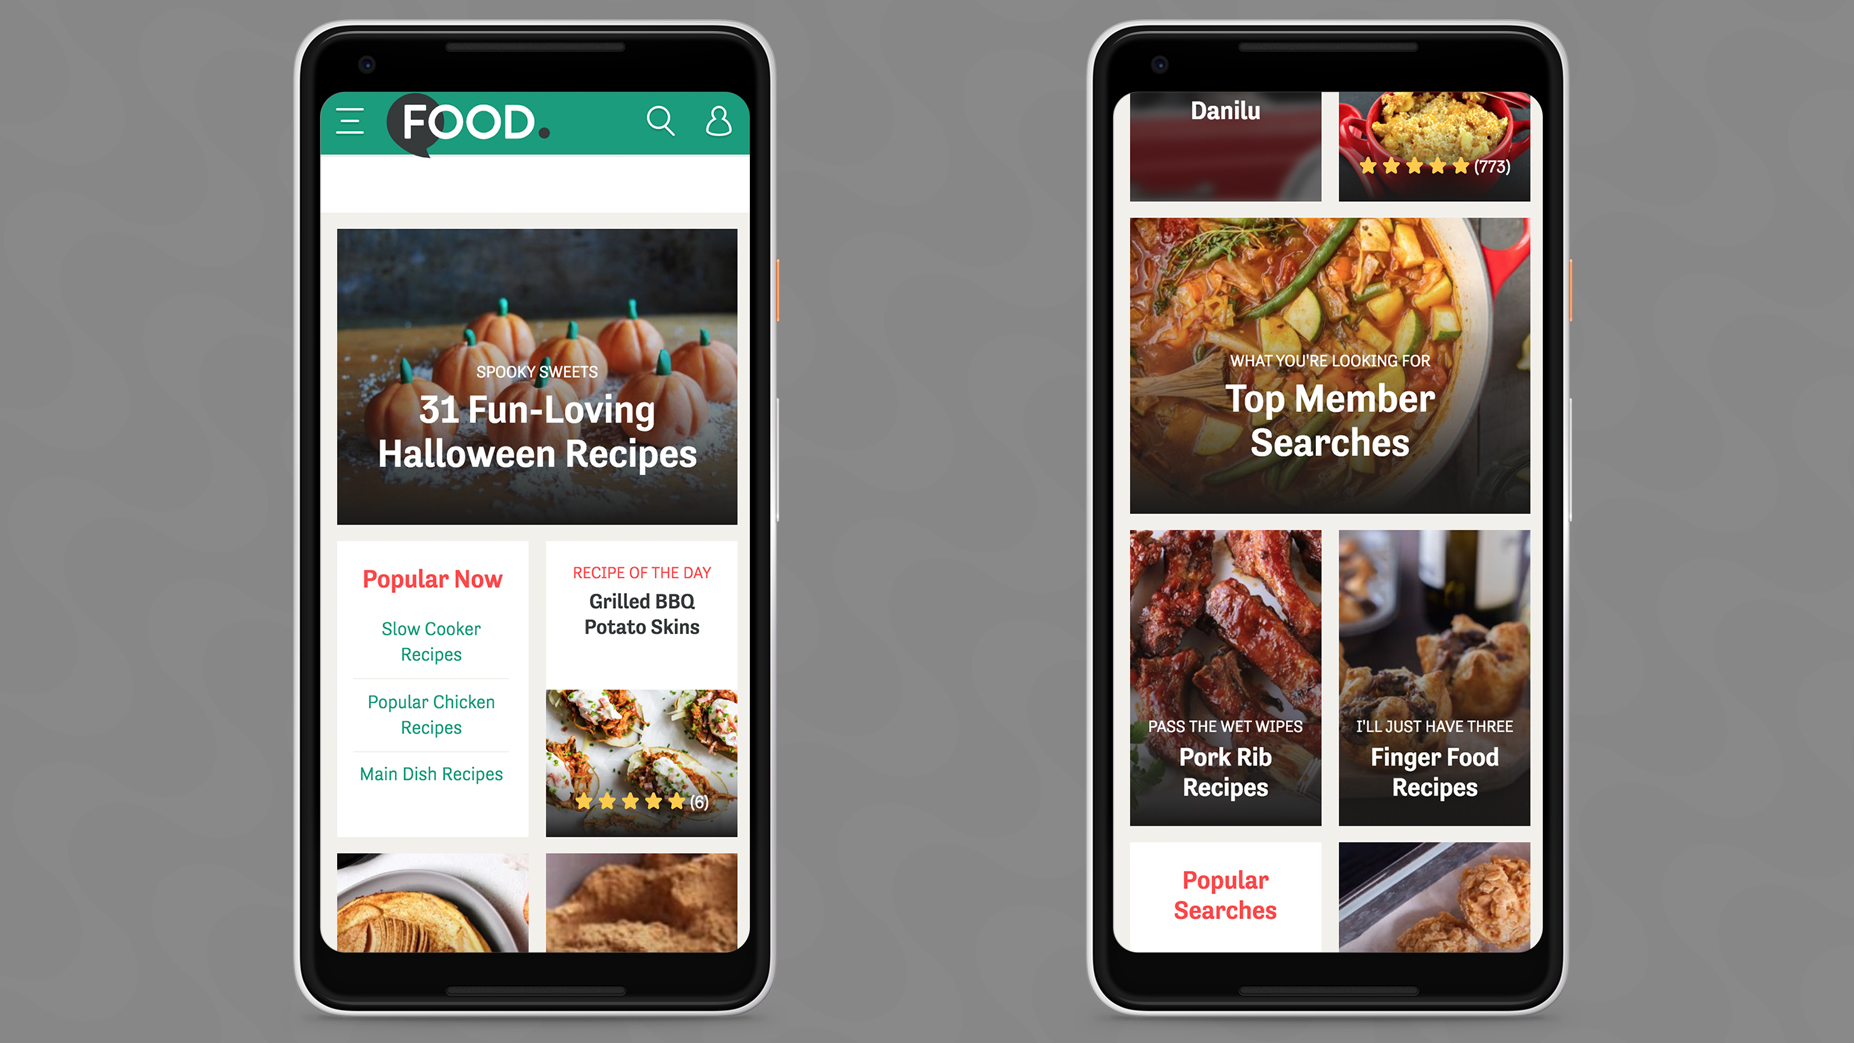 FOOD.
SPOOKY SWEETS
31 Fun-Loving
Halloween Recipes
Popular Now
Slow Cooker
Recipes
Popular Chicken
Recipes
Main Dish Recipes
RECIPE OF THE DAY
Grilled BBQ
Potato Skins
(6)
Danilu
(773)
WHAT YOU'RE LOOKING FOR
Top Member
Searches
PASS THE WET WIPES
Pork Rib
Recipes
I'LL JUST HAVE THREE
Finger Food
Recipes
Popular
Searches